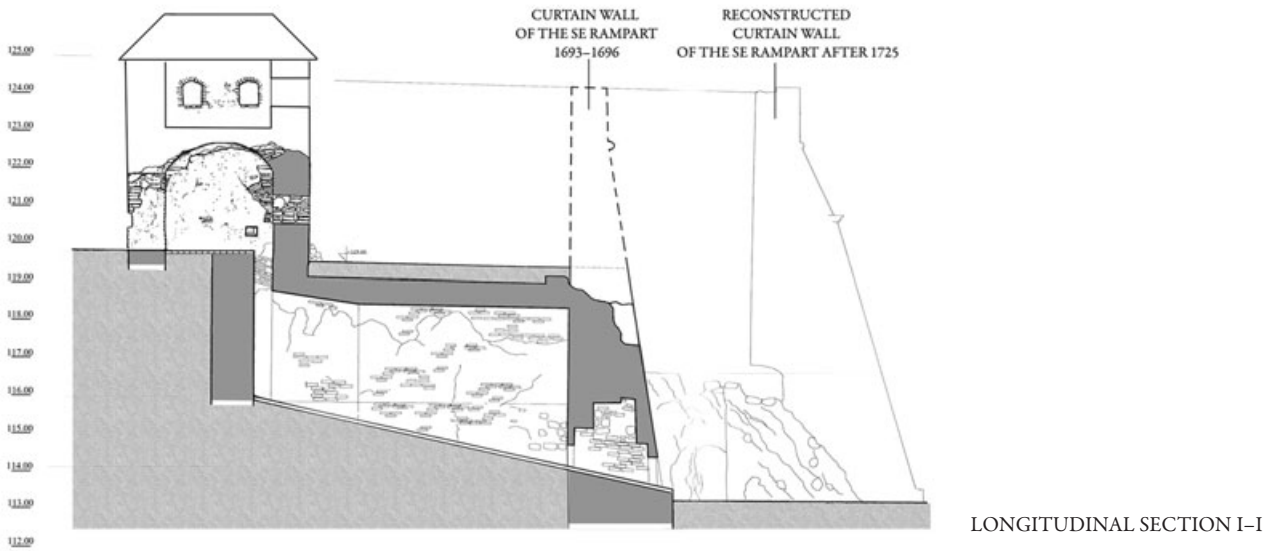 CURTAIN WALL
OF THE SE RAMPART
1693–1696
RECONSTRUCTED
CURTAIN WALL
OF THE SE RAMPART AFTER 1725
125.00
124.00
123.00
122.00
121.00
120.00
119.00
118.00
117.00
116.00
115.00
114.00
113.00
112.00
LONGITUDINAL SECTION I–I